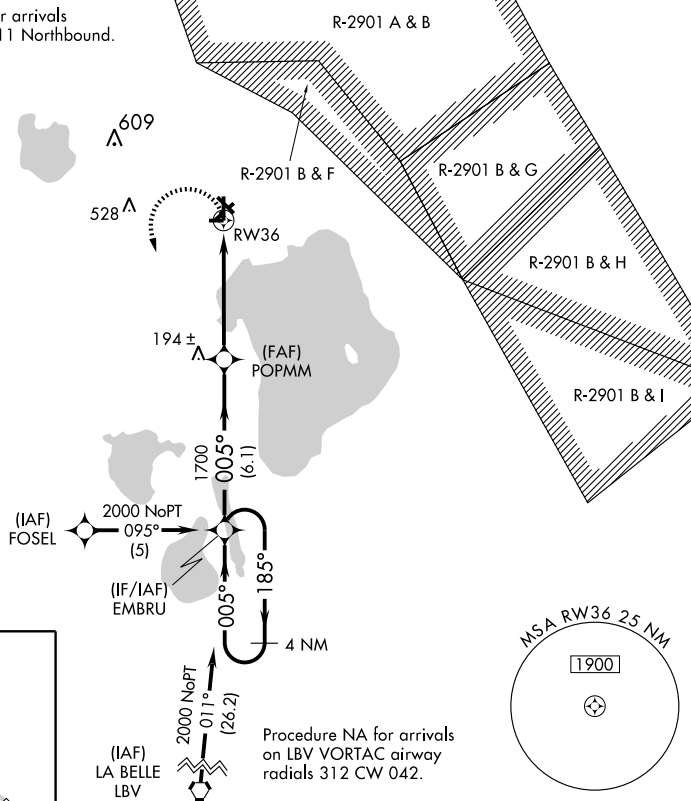 r arrivals
11 Northbound.
R-2901 A & B
609
R-2901 B & F
R-2901 B & G
528
RW36
R-2901 B & H
194 ±
(FAF)
POPMM
R-2901 B & I
1700
005°
(6.1)
(IAF)
FOSEL
2000 NoPT
095°
(5)
(IF/IAF)
EMBRU
005°
185°
4 NM
MSA RW36 25 NM
1900
2000 NoPT
011°
(26.2)
(IAF)
LA BELLE
LBV
Procedure NA for arrivals
on LBV VORTAC airway
radials 312 CW 042.